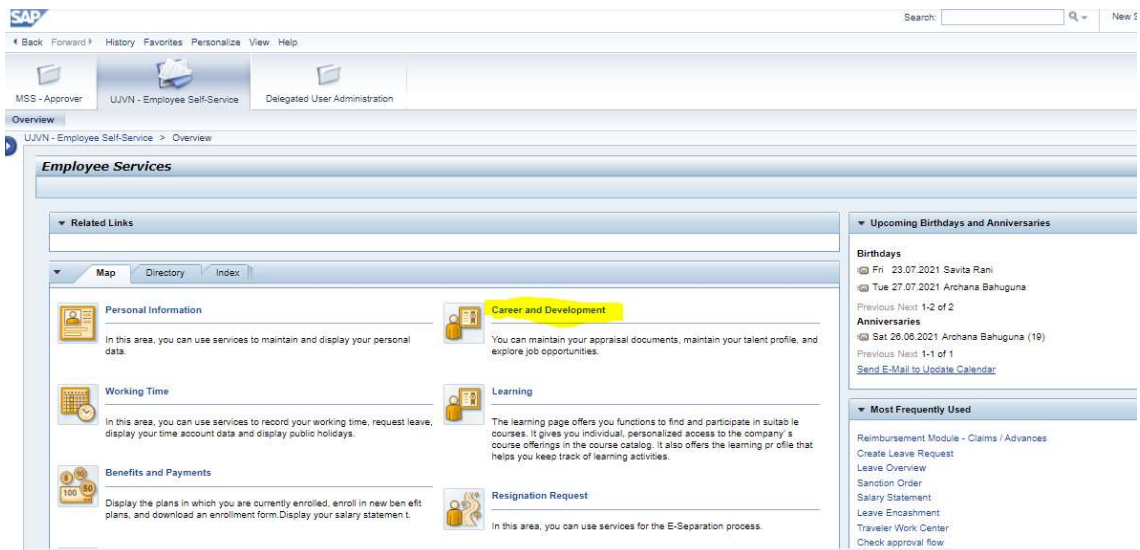 SAP
Search:
New S
Back Forward History Favorites Personalize View Help
MSS - Approver
UJVN - Employee Self-Service
Delegated User Administration
Overview
UJVN - Employee Self-Service > Overview
Employee Services
Related Links
Map Directory Index
Personal Information
In this area, you can use services to maintain and display your personal
data.
Working Time
In this area, you can use services to record your working time, request leave,
display your time account data and display public holidays.
Benefits and Payments
Display the plans in which you are currently enrolled, enroll in new ben efit
plans, and download an enrollment form.Display your salary statemen t.
Career and Development
You can maintain your appraisal documents, maintain your talent profile, and
explore job opportunities.
Learning
The learning page offers you functions to find and participate in suitab le
courses. It gives you individual, personalized access to the company' s
course offerings in the course catalog. It also offers the learning pr ofile that
helps you keep track of learning activities.
Resignation Request
In this area, you can use services for the E-Separation process.
Upcoming Birthdays and Anniversaries
Birthdays
Fri 23.07.2021 Savita Rani
Tue 27.07.2021 Archana Bahuguna
Previous Next 1-2 of 2
Anniversaries
Sat 26.06.2021 Archana Bahuguna (19)
Previous Next 1-1 of 1
Send E-Mail to Update Calendar
Most Frequently Used
Reimbursement Module - Claims / Advances
Create Leave Request
Leave Overview
Sanction Order
Salary Statement
Leave Encashment
Traveler Work Center
Check approval flow